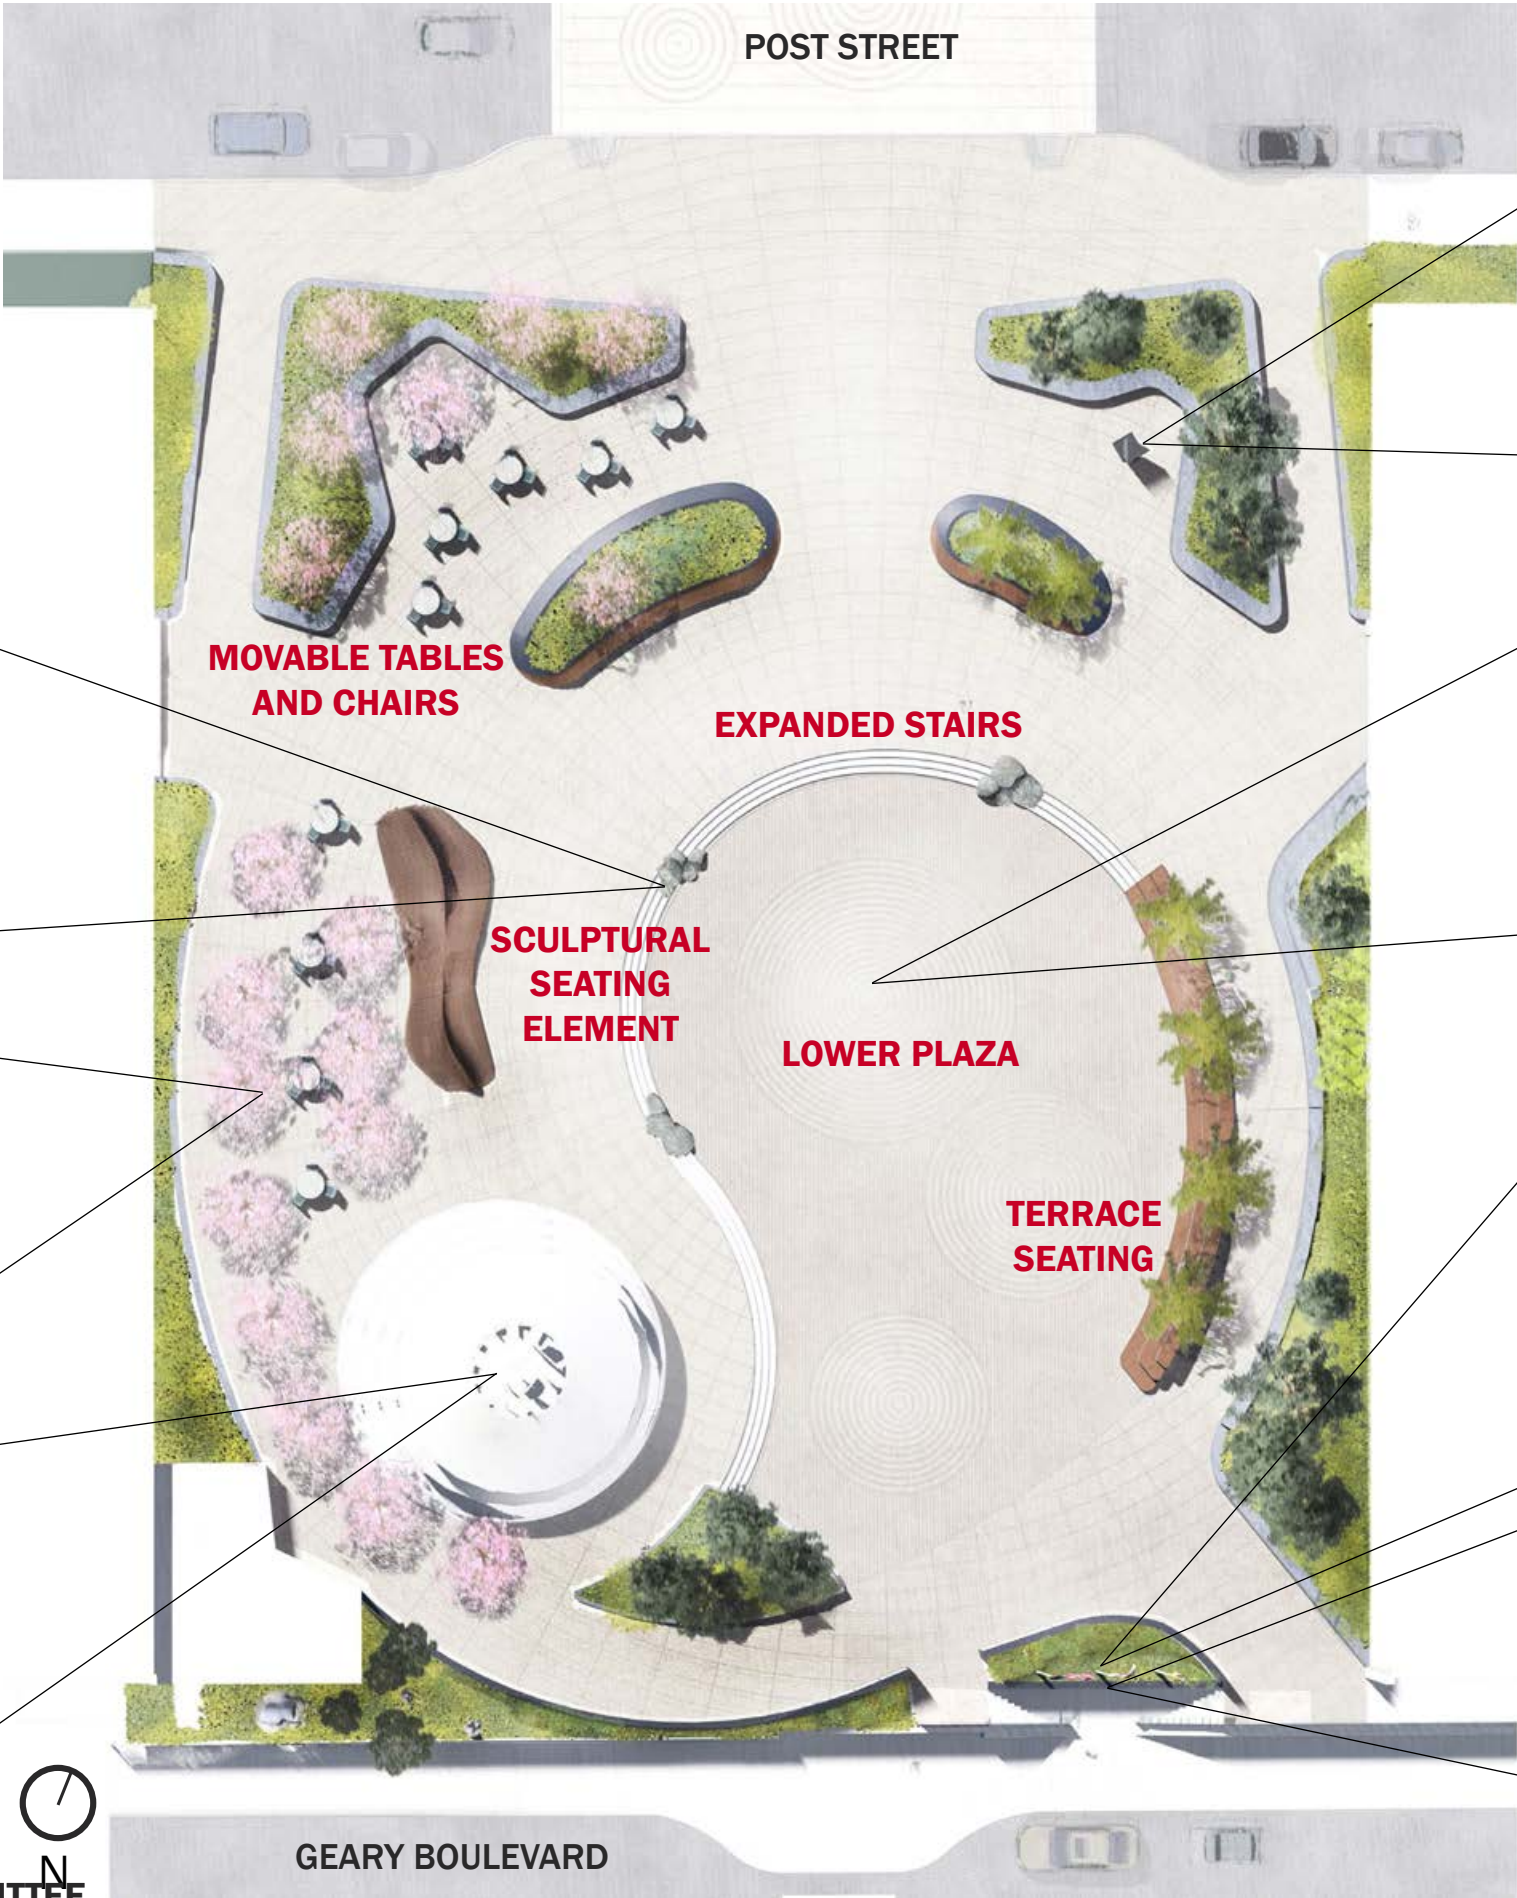 POST STREET
MOVABLE TABLES
AND CHAIRS
EXPANDED STAIRS
SCULPTURAL
SEATING
ELEMENT
LOWER PLAZA
TERRACE
SEATING
N
GEARY BOULEVARD